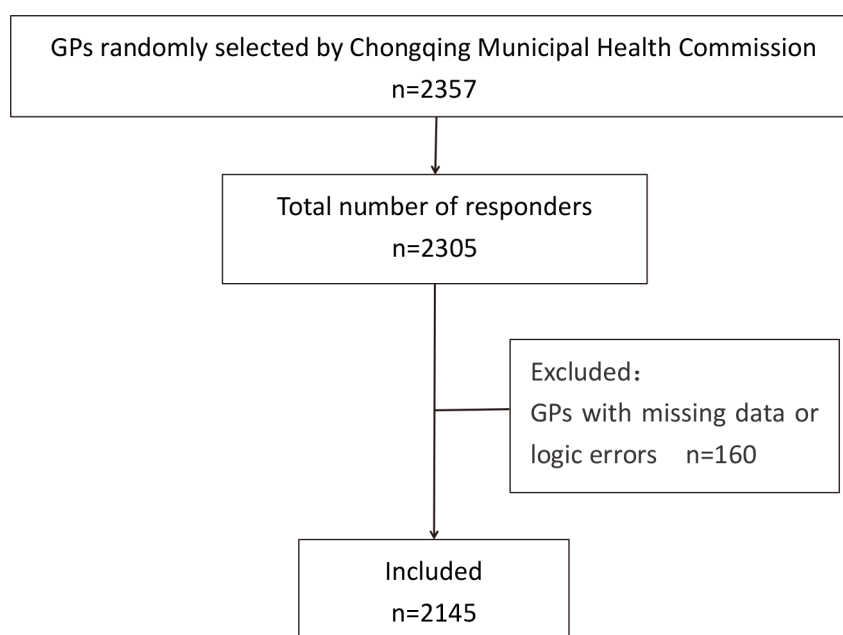 GPs randomly selected by Chongqing Municipal Health Commission
n=2357
Total number of responders
n=2305
Excluded：
GPs with missing data or
logic errors n=160
Included
n=2145